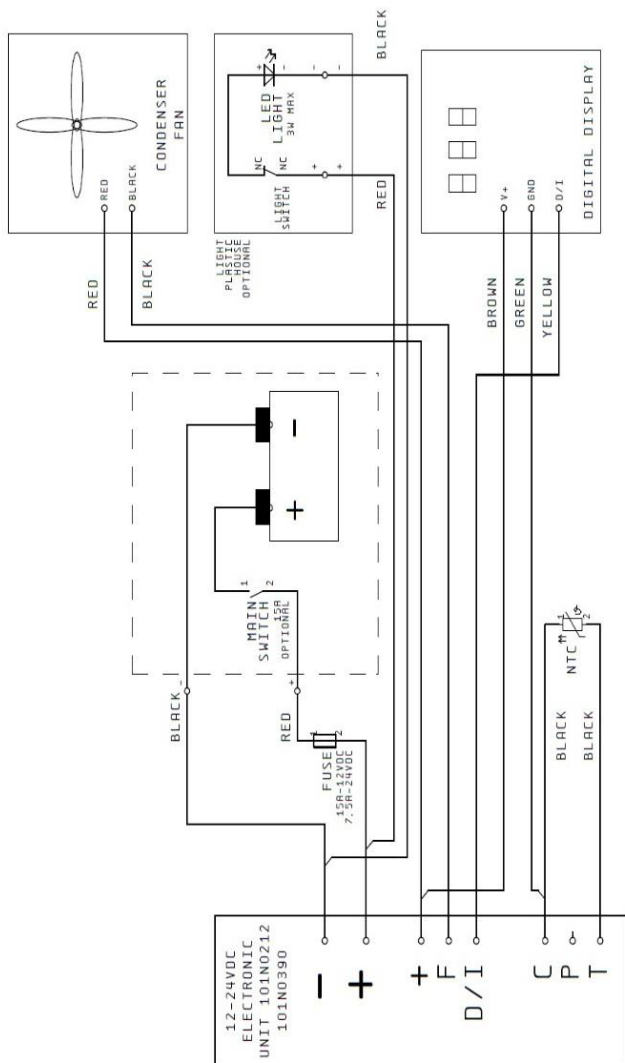 CONDENSER
FAN
RED
BLACK
RED
BLACK
BLACK
LED
LIGHT
3W MAX
+
-
-
-
NC
NC
+
+
LIGHT
SWITCH
LIGHT
PLASTIC
HOUSE
OPTIONAL
RED
DIGITAL DISPLAY
V+
GND
D/I
BROWN
GREEN
YELLOW
-
+
1
2
MAIN
SWITCH
15A
OPTIONAL
BLACK
-
RED
+
1
2
FUSE
15A-12VDC
7.5A-24VDC
1
2
NTC
BLACK
BLACK
12-24VDC
ELECTRONIC
UNIT 101N0212
101N0390
-
+
+
F
D/I
C
P
T